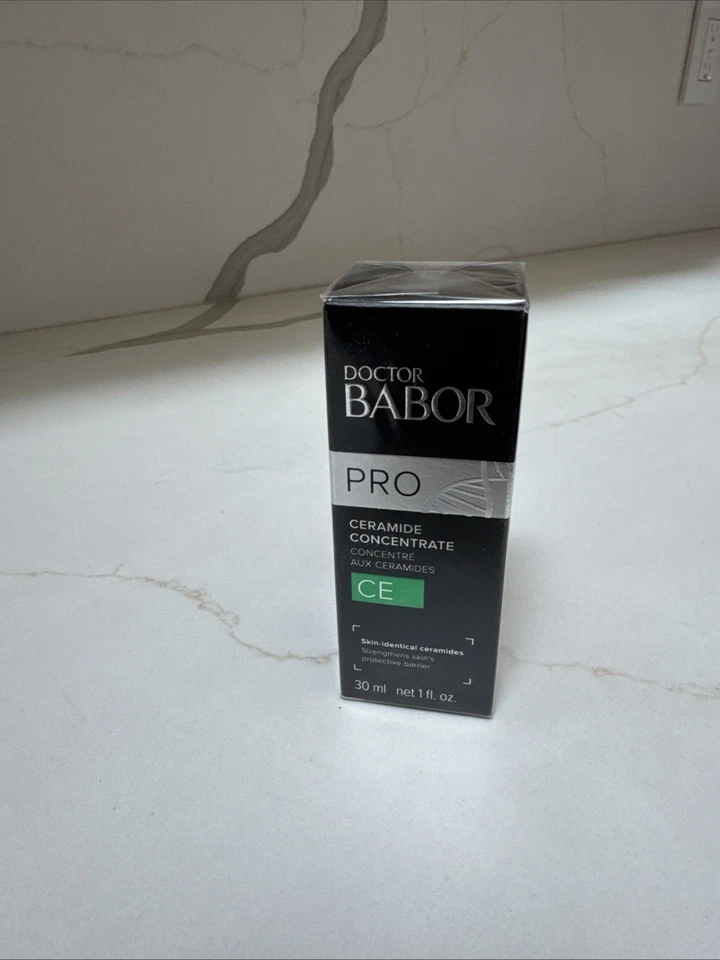 DOCTOR
BABOR
PRO
CERAMIDE
CONCENTRATE
CONCENTRÉ
AUX CERAMIDES
CE
Skin-identical ceramides
Strengthens skin's
protective barrier
30 ml net 1 fl. oz.